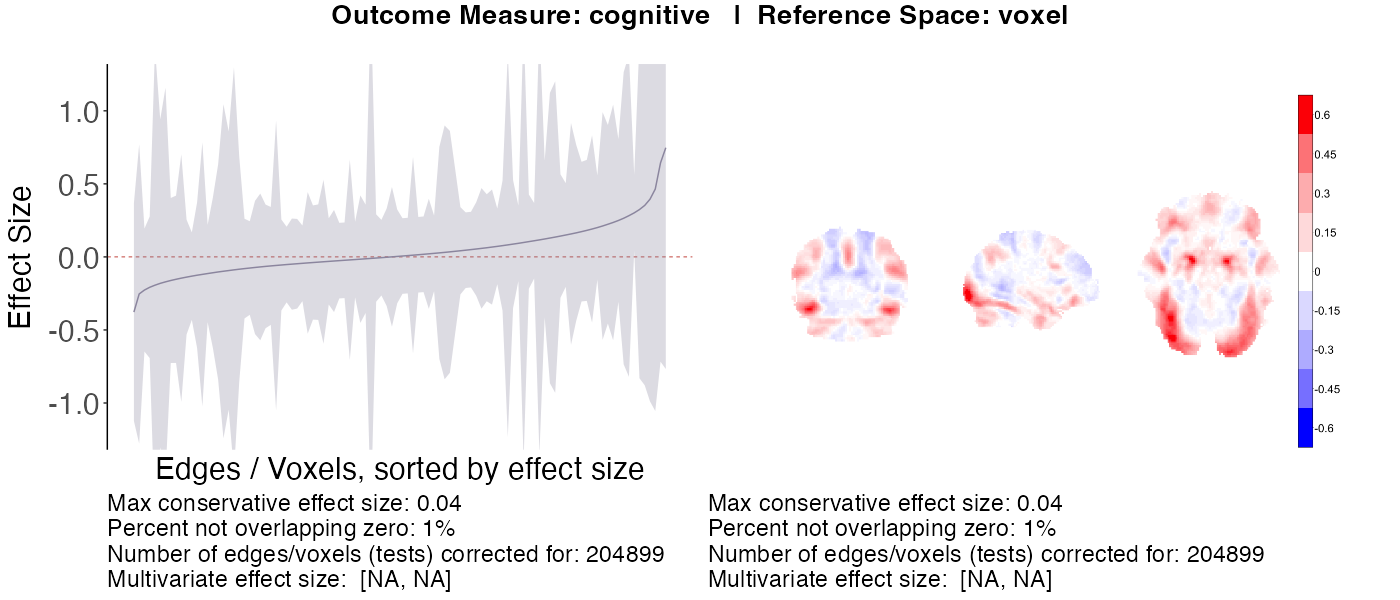 Outcome Measure: cognitive | Reference Space: voxel
Effect Size
1.0
0.5
0.0
-0.5
-1.0
Edges / Voxels, sorted by effect size
Max conservative effect size: 0.04
Percent not overlapping zero: 1%
Number of edges/voxels (tests) corrected for: 204899
Multivariate effect size: [NA, NA]
0.6
0.45
0.3
0.15
0
-0.15
-0.3
-0.45
-0.6
Max conservative effect size: 0.04
Percent not overlapping zero: 1%
Number of edges/voxels (tests) corrected for: 204899
Multivariate effect size: [NA, NA]